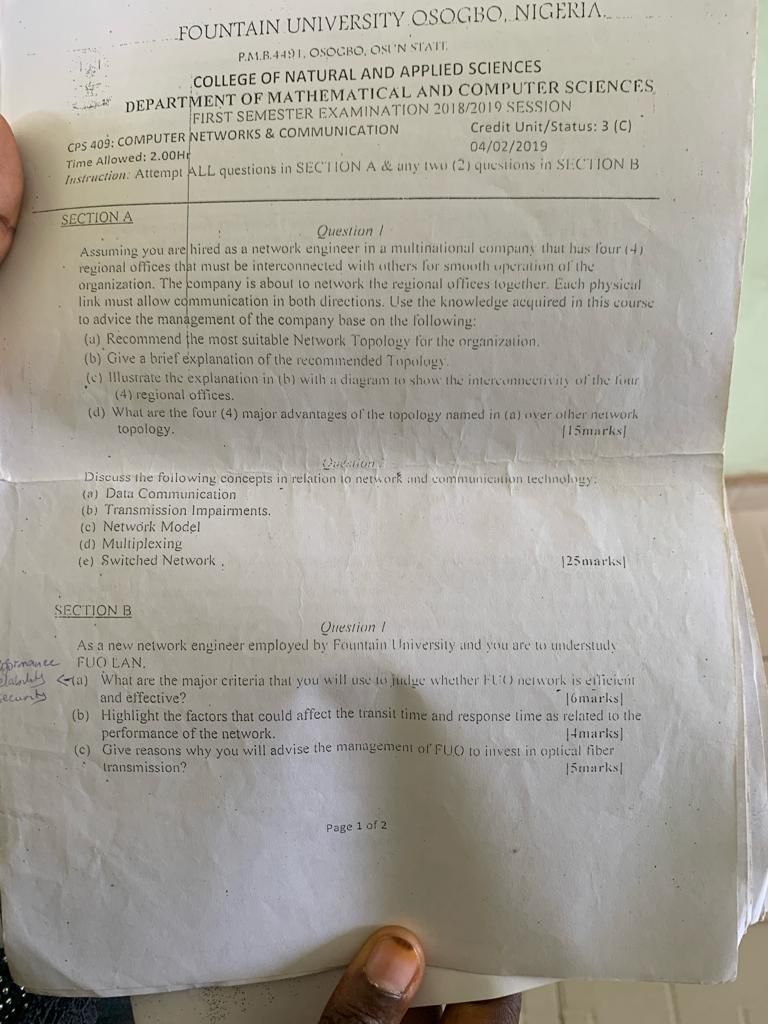 FOUNTAIN UNIVERSITY OSOGBO, NIGERIA.
P.M.B.4491, OSOGBO, OSUN STATE
COLLEGE OF NATURAL AND APPLIED SCIENCES
DEPARTMENT OF MATHEMATICAL AND COMPUTER SCIENCES
FIRST SEMESTER EXAMINATION 2018/2019 SESSION
CPS 409: COMPUTER NETWORKS & COMMUNICATION Credit Unit/Status: 3 (C)
Time Allowed: 2.00Hr 04/02/2019
Instruction: Attempt ALL questions in SECTION A & any two (2) questions in SECTION B
SECTION A
Question 1
Assuming you are hired as a network engineer in a multinational company that has four (4)
regional offices that must be interconnected with others for smooth operation of the
organization. The company is about to network the regional offices together. Each physical
link must allow communication in both directions. Use the knowledge acquired in this course
to advice the management of the company base on the following:
(a) Recommend the most suitable Network Topology for the organization.
(b) Give a brief explanation of the recommended Topology.
(c) Illustrate the explanation in (b) with a diagram to show the interconnectivity of the four
(4) regional offices.
(d) What are the four (4) major advantages of the topology named in (a) over other network
topology. [15marks]
Question
Discuss the following concepts in relation to network and communication technology:
(a) Data Communication
(b) Transmission Impairments.
(c) Network Model
(d) Multiplexing
(e) Switched Network . [25marks]
SECTION B
Question 1
As a new network engineer employed by Fountain University and you are to understudy
FUO LAN.
(a) What are the major criteria that you will use to judge whether FUO network is efficient
and effective? [6marks]
(b) Highlight the factors that could affect the transit time and response time as related to the
performance of the network. [4marks]
(c) Give reasons why you will advise the management of FUO to invest in optical fiber
transmission? [5marks]
Page 1 of 2